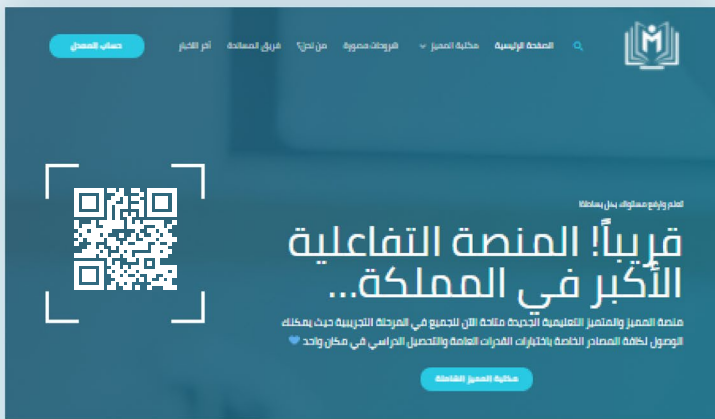 الصفحة الرئيسية
مكتبة المميز
شروحات مصورة
من نحن؟
فريق المساعدة
آخر الأخبار
حساب المعدل
تعلم وارفع مستواك بكل بساطة!
قريباً! المنصة التفاعلية
الأكبر في المملكة...
منصة المميز والمتميز التعليمية الجديدة متاحة الآن للجميع في المرحلة التجريبية حيث يمكنك
الوصول لكافة المصادر الخاصة باختبارات القدرات العامة والتحصيل الدراسي في مكان واحد 💙
مكتبة المميز الشاملة